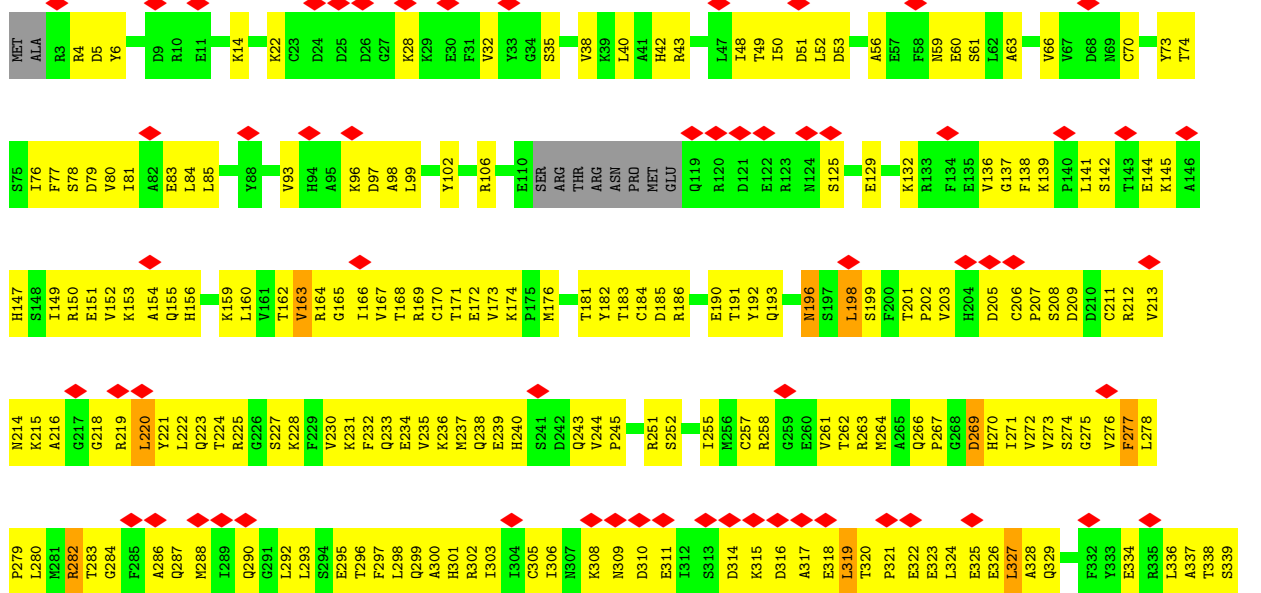 MET ALA R3 R4 D5 Y6 D9 R10 E11 K14 K22 C23 D24 D25 D26 G27 K28 K29 E30 F31 V32 Y33 G34 S35 V38 K39 L40 A41 H42 R43 L47 I48 T49 I50 D51 L52 D53 A56 E57 F58 N59 E60 S61 L62 A63 V66 V67 D68 N69 C70 Y73 T74
S75 I76 F77 S78 D79 V80 I81 A82 E83 L84 L85 Y88 V93 H94 A95 K96 D97 A98 L99 Y102 R106 E110 SER ARG THR ARG ASN PRO MET GLU Q119 R120 D121 E122 R123 N124 S125 E129 K132 R133 F134 E135 V136 G137 F138 K139 P140 L141 S142 T143 E144 K145 A146
H147 S148 I149 R150 E151 V152 K153 A154 Q155 H156 K159 L160 V161 T162 V163 R164 G165 I166 V167 T168 R169 C170 T171 E172 V173 K174 P175 M176 T181 Y182 T183 C184 D185 R186 E190 T191 Y192 Q193 N196 S197 L198 S199 F200 T201 P202 V203 H204 D205 C206 P207 S208 D209 D210 C211 R212 V213
N214 K215 A216 G217 G218 R219 L220 Y221 L222 Q223 T224 R225 G226 S227 K228 F229 V230 K231 F232 Q233 E234 V235 K236 M237 Q238 E239 H240 S241 D242 Q243 V244 P245 R251 S252 I255 M256 C257 R258 G259 E260 V261 T262 R263 M264 A265 Q266 P267 G268 D269 H270 I271 V272 V273 S274 G275 V276 F277 L278
P279 L280 M281 R282 T283 G284 F285 A286 Q287 M288 I289 Q290 G291 L292 L293 S294 E295 T296 F297 L298 Q299 A300 H301 R302 I303 I304 C305 I306 N307 K308 N309 D310 E311 I312 S313 D314 K315 D316 A317 E318 L319 T320 P321 E322 E323 L324 E325 E326 L327 A328 Q329 F332 Y333 E334 R335 L336 A337 T338 S339